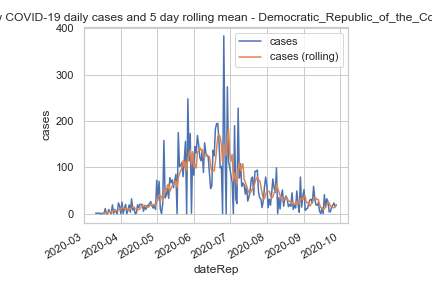 COVID-19 daily cases and 5 day rolling mean - Democratic_Republic_of_the_Co
cases
cases (rolling)
400
300
200
100
0
cases
2020-03
2020-04
2020-05
2020-06
2020-07
2020-08
2020-09
2020-10
dateRep